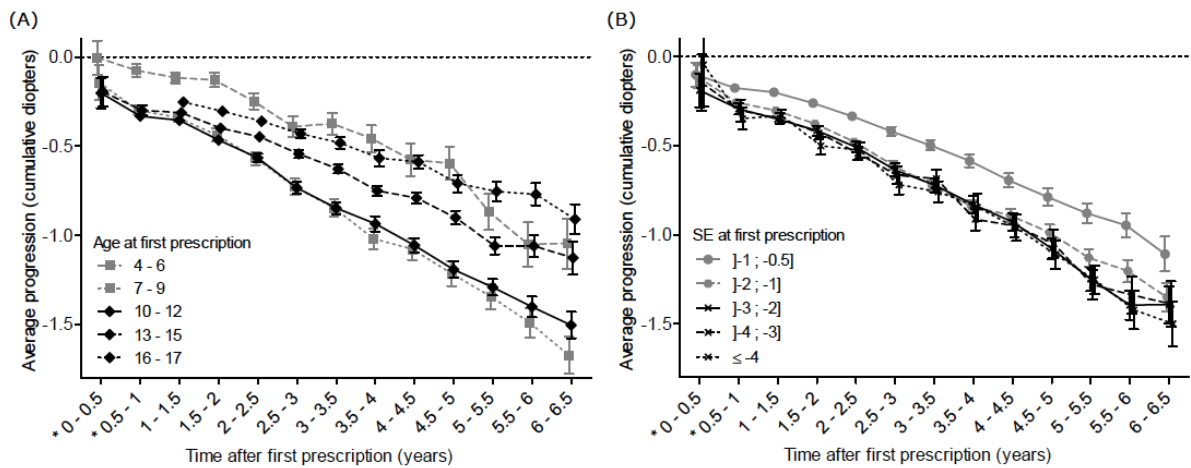 (A)
Average progression (cumulative diopters)
0.0
-0.5
-1.0
-1.5
Age at first prescription
4 - 6
7 - 9
10 - 12
13 - 15
16 - 17
* 0 - 0.5
* 0.5 - 1
1 - 1.5
1.5 - 2
2 - 2.5
2.5 - 3
3 - 3.5
3.5 - 4
4 - 4.5
4.5 - 5
5 - 5.5
5.5 - 6
6 - 6.5
Time after first prescription (years)
(B)
Average progression (cumulative diopters)
0.0
-0.5
-1.0
-1.5
SE at first prescription
]-1 ; -0.5]
]-2 ; -1]
]-3 ; -2]
]-4 ; -3]
≤ -4
* 0 - 0.5
* 0.5 - 1
1 - 1.5
1.5 - 2
2 - 2.5
2.5 - 3
3 - 3.5
3.5 - 4
4 - 4.5
4.5 - 5
5 - 5.5
5.5 - 6
6 - 6.5
Time after first prescription (years)